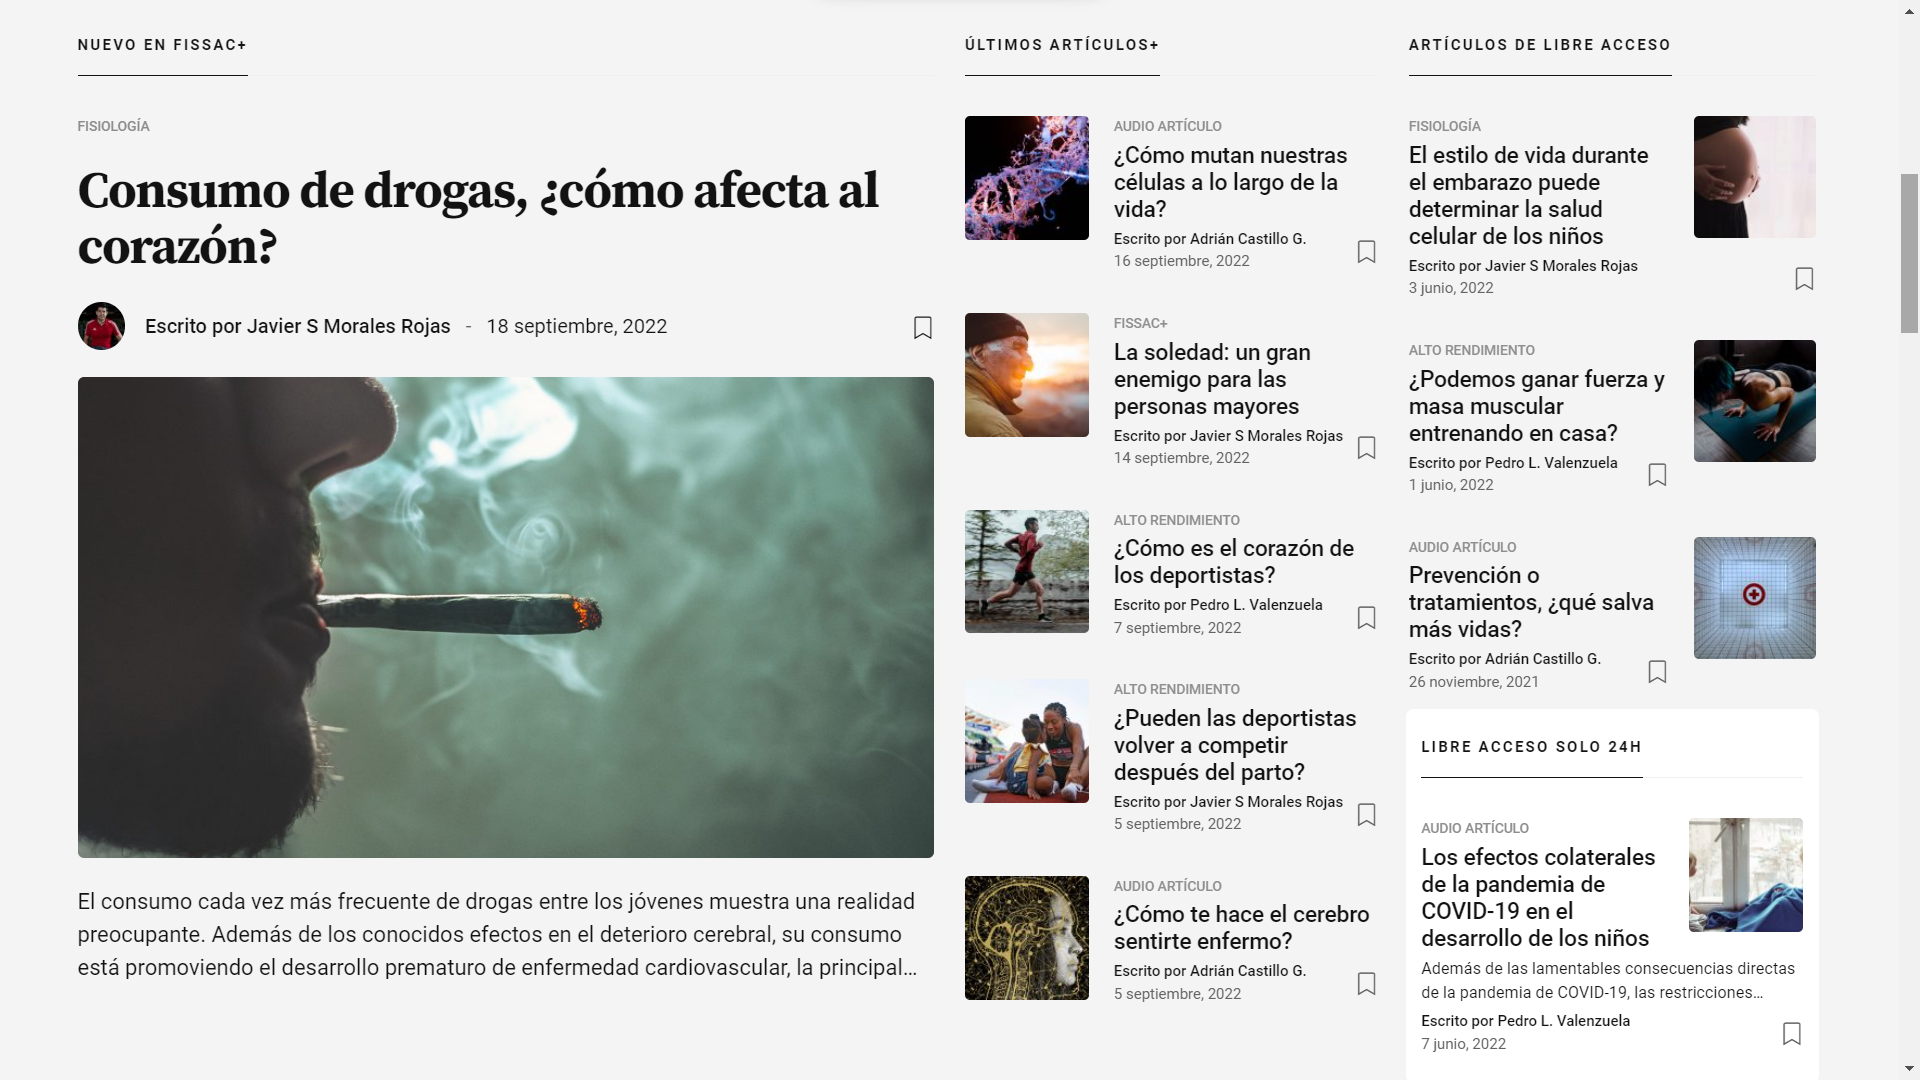 NUEVO EN FISSAC+
FISIOLOGÍA
Consumo de drogas, ¿cómo afecta al
corazón?
Escrito por Javier S Morales Rojas - 18 septiembre, 2022
El consumo cada vez más frecuente de drogas entre los jóvenes muestra una realidad
preocupante. Además de los conocidos efectos en el deterioro cerebral, su consumo
está promoviendo el desarrollo prematuro de enfermedad cardiovascular, la principal...
ÚLTIMOS ARTÍCULOS+
AUDIO ARTÍCULO
¿Cómo mutan nuestras
células a lo largo de la
vida?
Escrito por Adrián Castillo G.
16 septiembre, 2022
FISSAC+
La soledad: un gran
enemigo para las
personas mayores
Escrito por Javier S Morales Rojas
14 septiembre, 2022
ALTO RENDIMIENTO
¿Cómo es el corazón de
los deportistas?
Escrito por Pedro L. Valenzuela
7 septiembre, 2022
ALTO RENDIMIENTO
¿Pueden las deportistas
volver a competir
después del parto?
Escrito por Javier S Morales Rojas
5 septiembre, 2022
AUDIO ARTÍCULO
¿Cómo te hace el cerebro
sentirte enfermo?
Escrito por Adrián Castillo G.
5 septiembre, 2022
ARTÍCULOS DE LIBRE ACCESO
FISIOLOGÍA
El estilo de vida durante
el embarazo puede
determinar la salud
celular de los niños
Escrito por Javier S Morales Rojas
3 junio, 2022
ALTO RENDIMIENTO
¿Podemos ganar fuerza y
masa muscular
entrenando en casa?
Escrito por Pedro L. Valenzuela
1 junio, 2022
AUDIO ARTÍCULO
Prevención o
tratamientos, ¿qué salva
más vidas?
Escrito por Adrián Castillo G.
26 noviembre, 2021
LIBRE ACCESO SOLO 24H
AUDIO ARTÍCULO
Los efectos colaterales
de la pandemia de
COVID-19 en el
desarrollo de los niños
Además de las lamentables consecuencias directas
de la pandemia de COVID-19, las restricciones...
Escrito por Pedro L. Valenzuela
7 junio, 2022